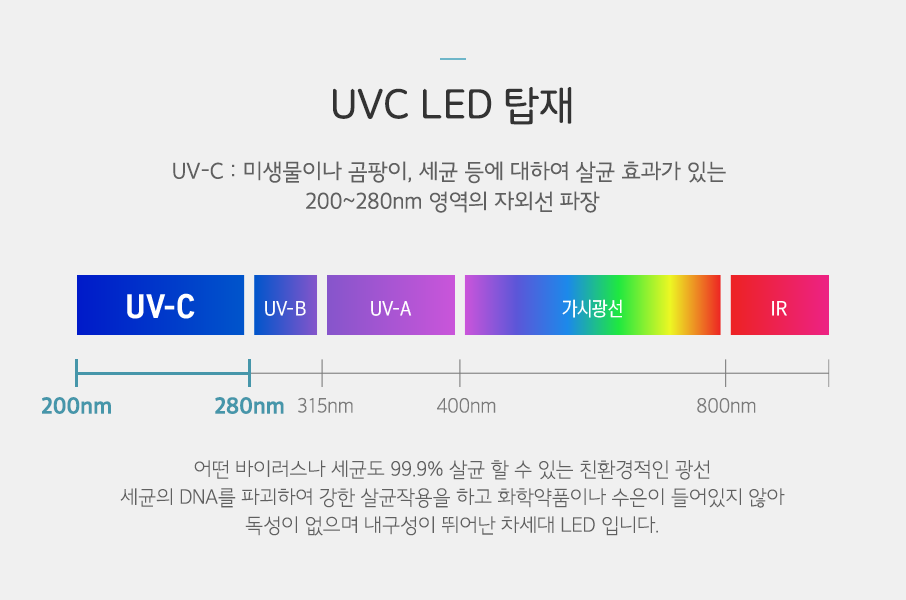 UVC LED 탑재
UV-C : 미생물이나 곰팡이, 세균 등에 대하여 살균 효과가 있는
200~280nm 영역의 자외선 파장
UV-C UV-B UV-A 가시광선 IR
200nm 280nm 315nm 400nm 800nm
어떤 바이러스나 세균도 99.9% 살균 할 수 있는 친환경적인 광선
세균의 DNA를 파괴하여 강한 살균작용을 하고 화학약품이나 수은이 들어있지 않아
독성이 없으며 내구성이 뛰어난 차세대 LED 입니다.